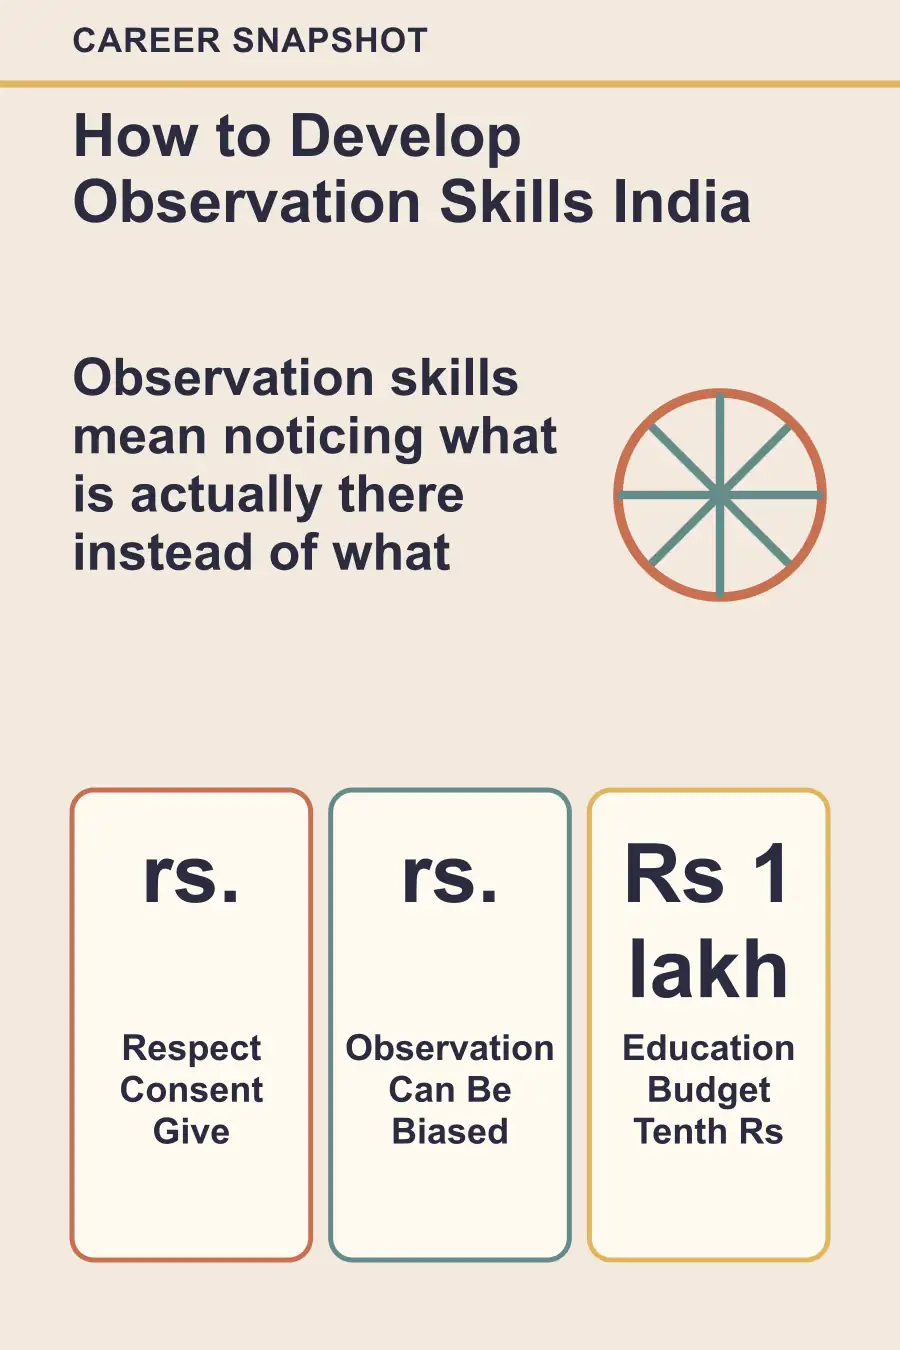 CAREER SNAPSHOT
How to Develop
Observation Skills India
Observation skills
mean noticing what
is actually there
instead of what
rs.
Respect
Consent
Give
rs.
Observation
Can Be
Biased
Rs 1
lakh
Education
Budget
Tenth Rs